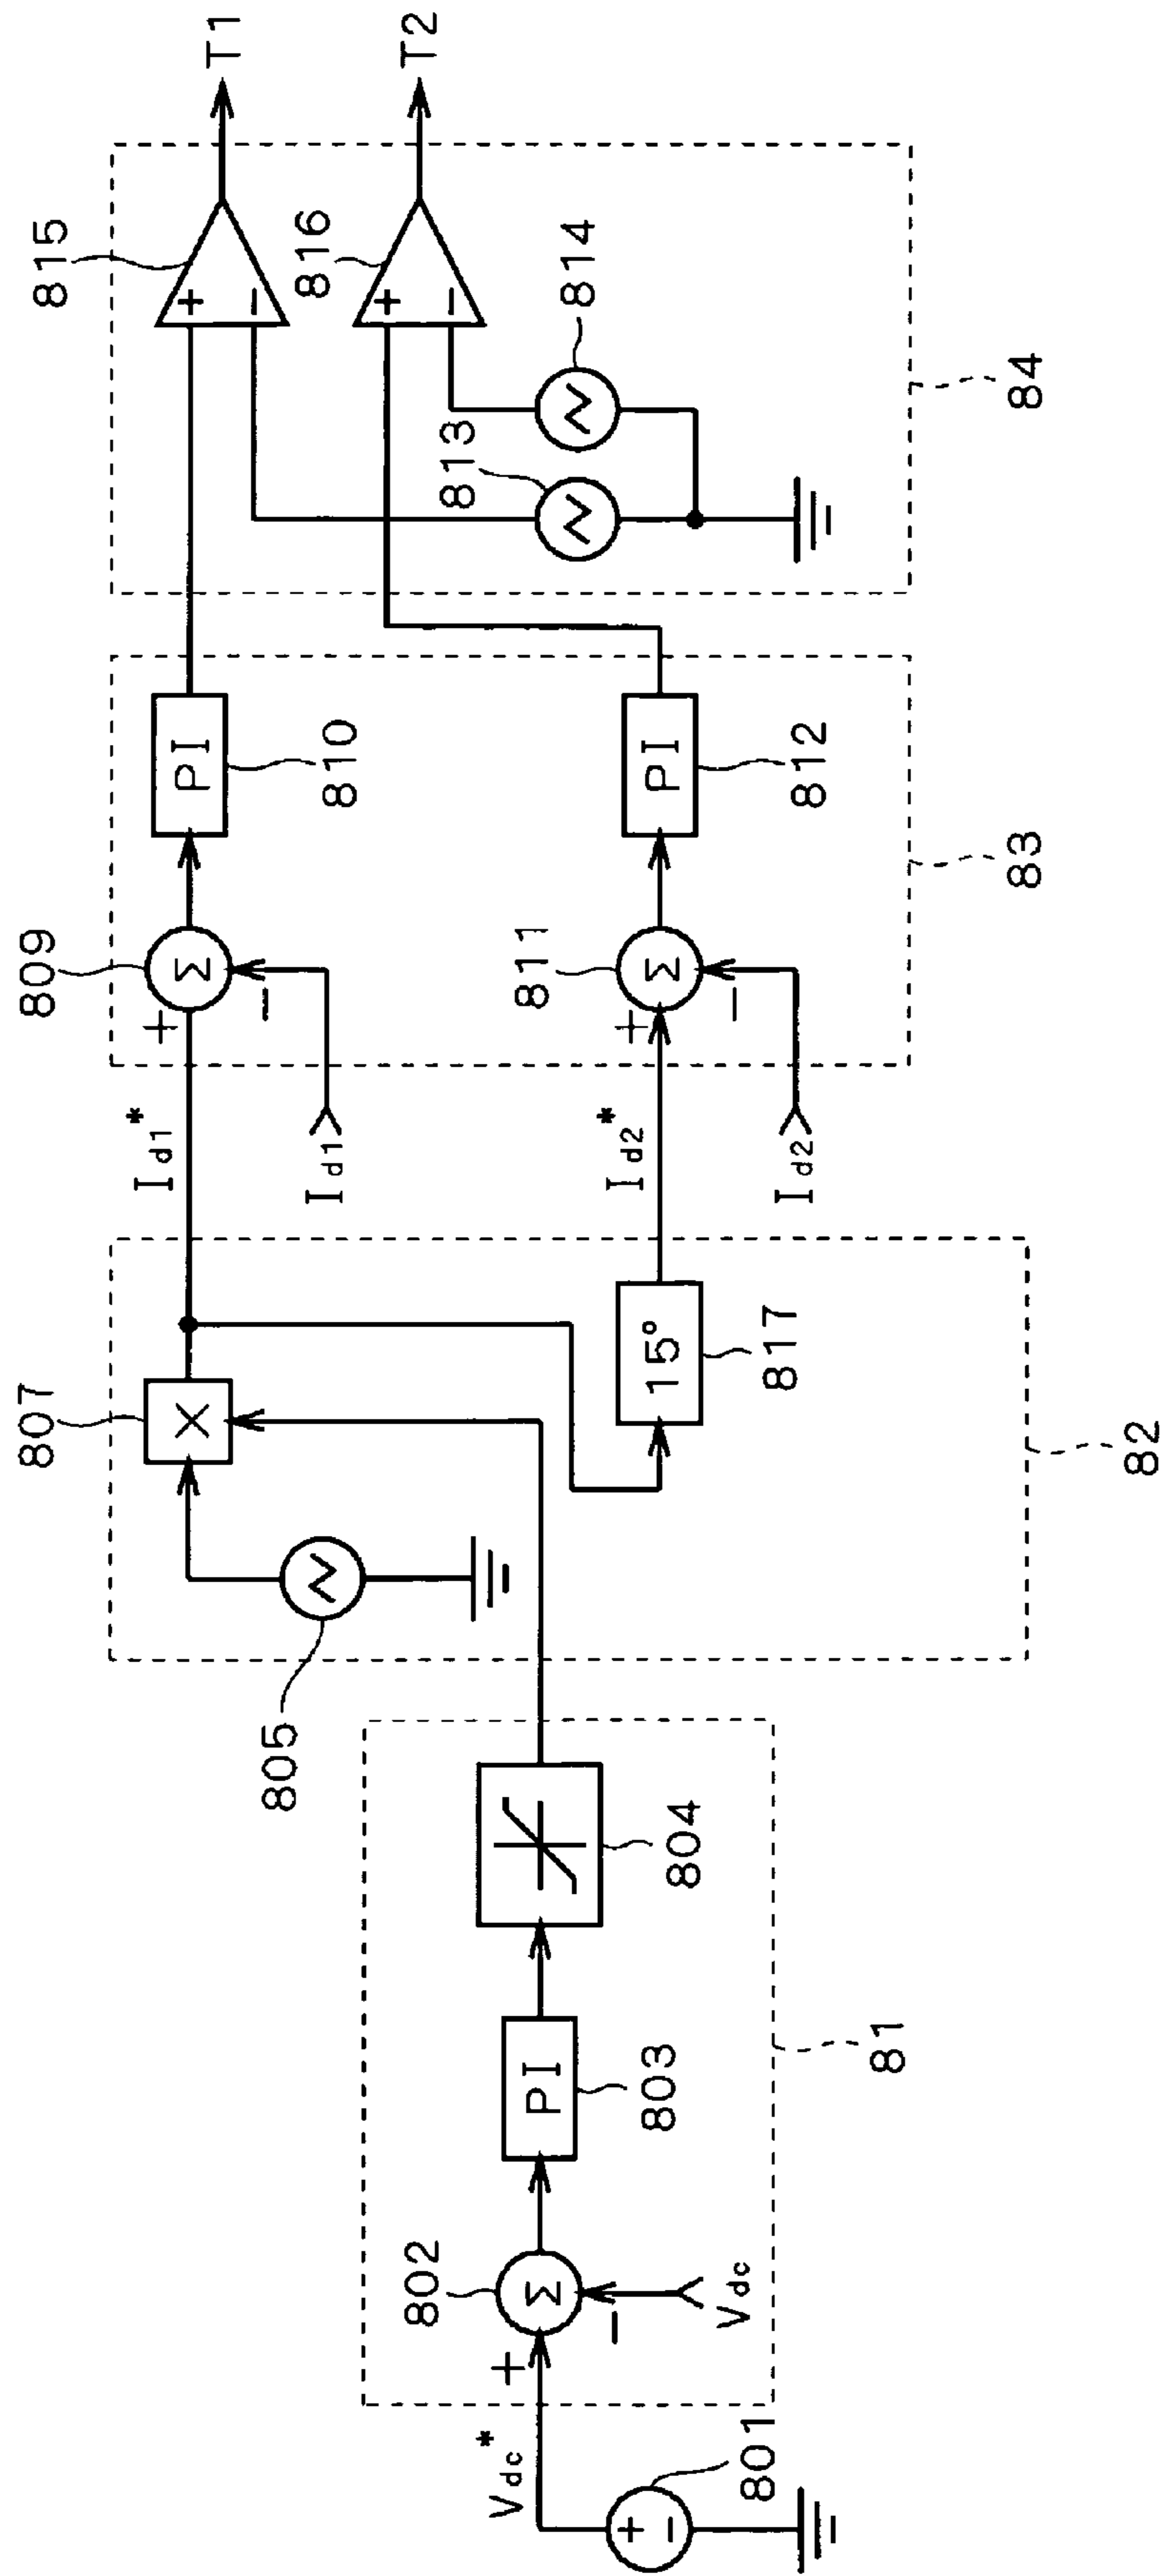 V_dc*
801
+
−
+
802
Σ
−
V_dc
PI
803
804
81
805
807
X
15°
817
82
I_d1*
I_d1
I_d2*
I_d2
809
+
Σ
−
PI
810
811
+
Σ
−
PI
812
83
815
+
−
816
+
−
813
814
84
T1
T2